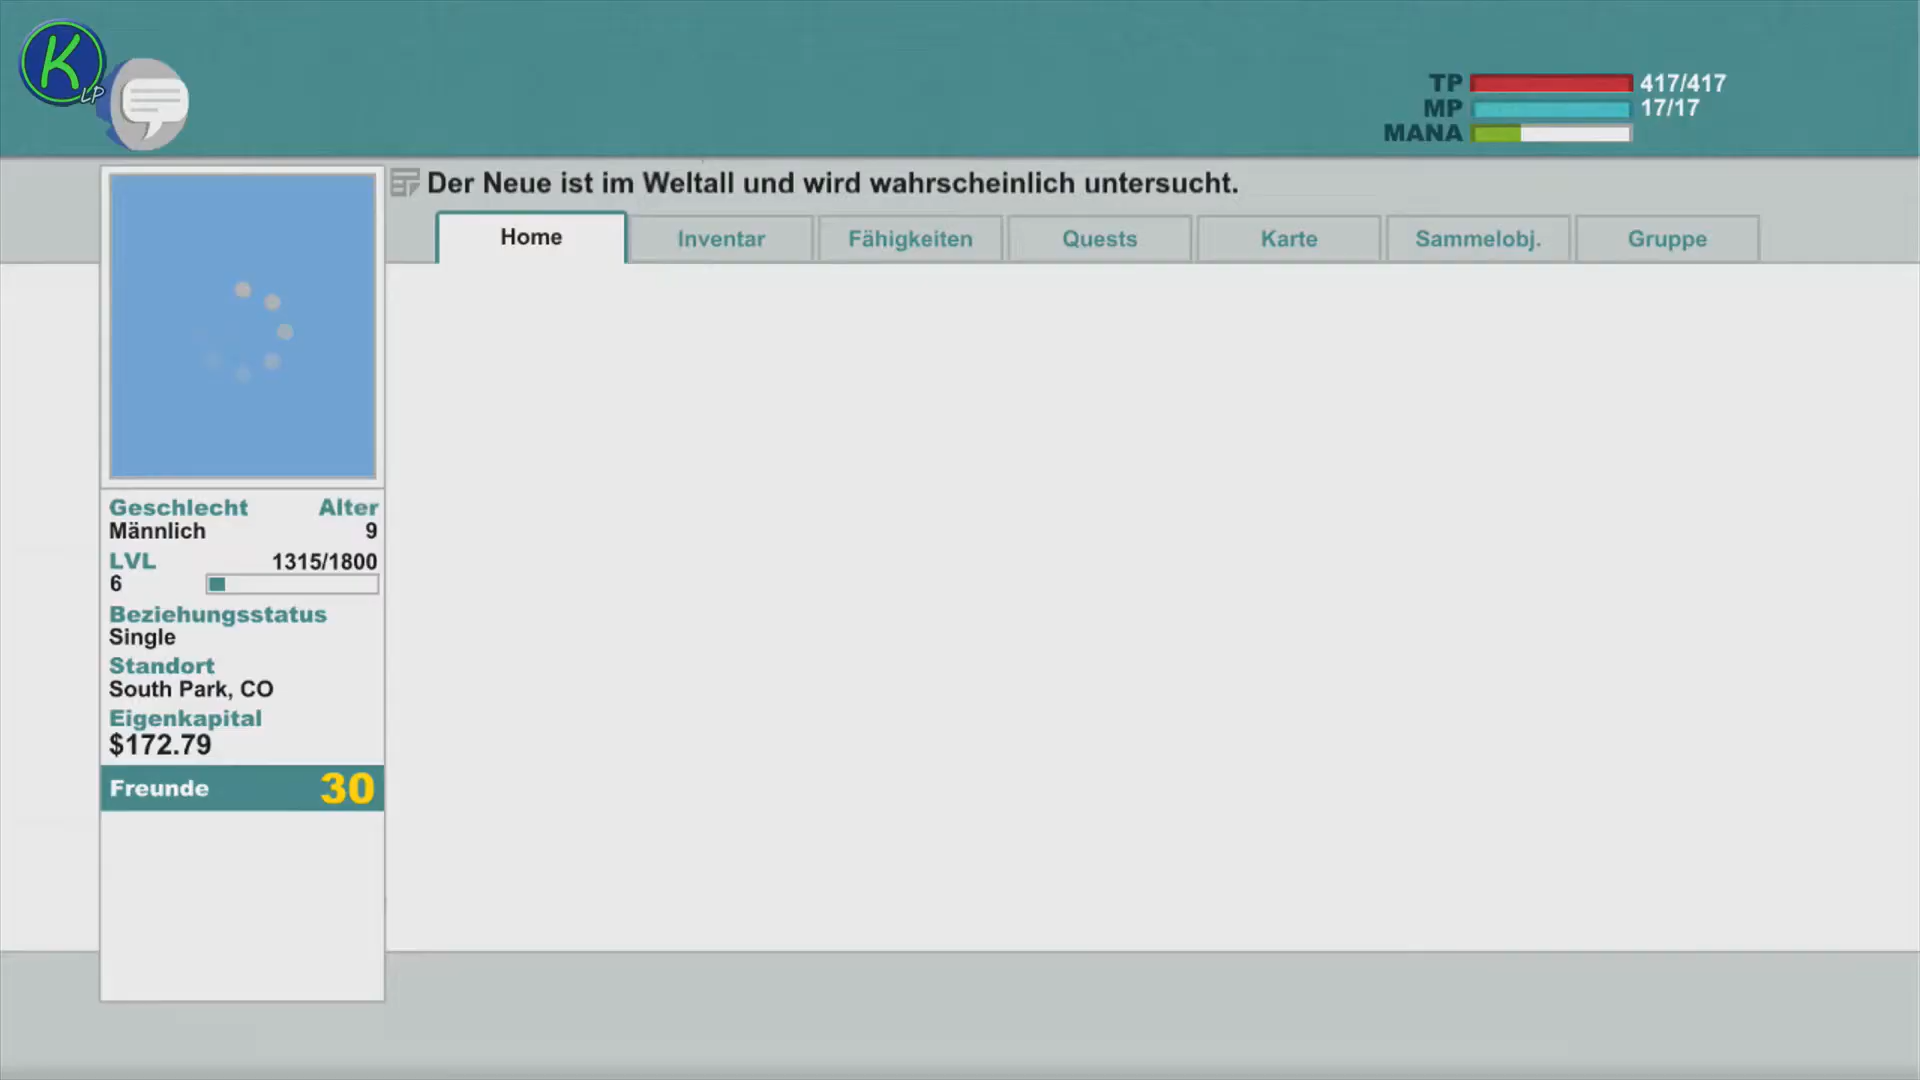 K LP
TP 417/417
MP 17/17
MANA
Der Neue ist im Weltall und wird wahrscheinlich untersucht.
Home Inventar Fähigkeiten Quests Karte Sammelobj. Gruppe
Geschlecht Alter
Männlich 9
LVL 1315/1800
6
Beziehungsstatus
Single
Standort
South Park, CO
Eigenkapital
$172.79
Freunde 30